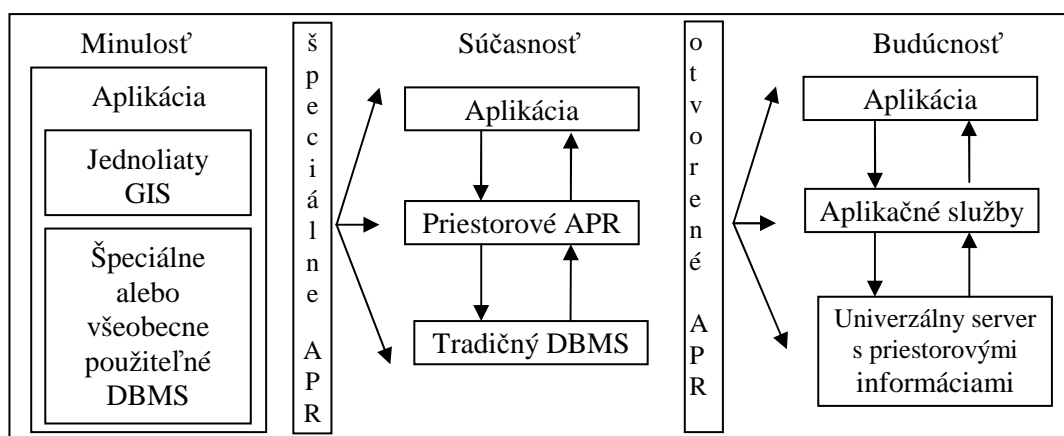 Minulosť
Aplikácia
Jednoliaty
GIS
Špeciálne
alebo
všeobecne
použiteľné
DBMS
špeciálne APR
Súčasnosť
Aplikácia
Priestorové APR
Tradičný DBMS
otvorené APR
Budúcnosť
Aplikácia
Aplikačné služby
Univerzálny server
s priestorovými
informáciami